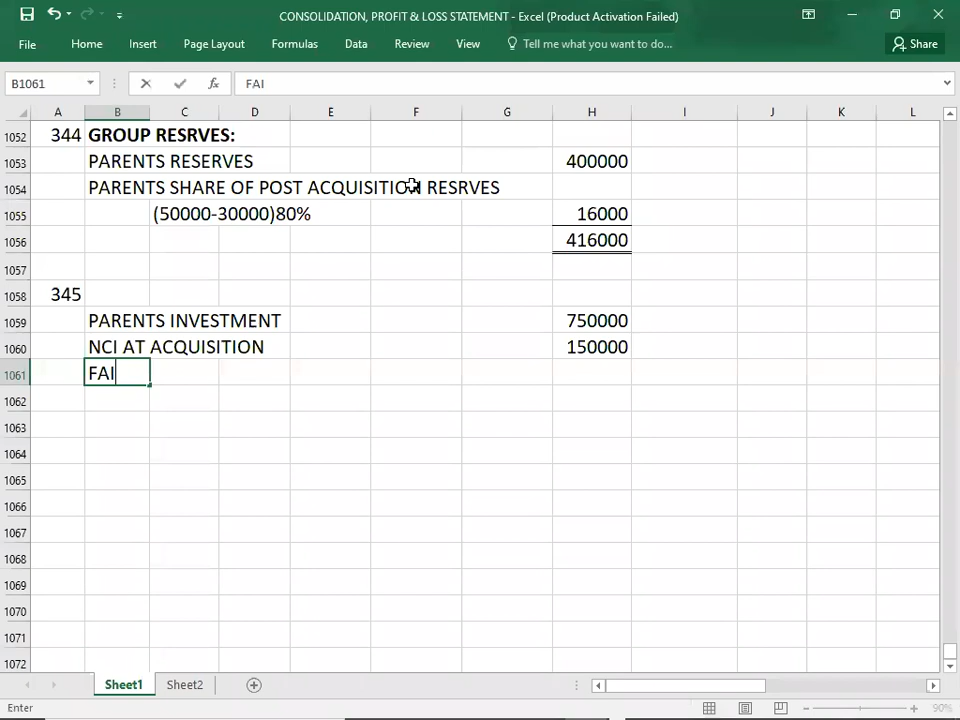 CONSOLIDATION, PROFIT & LOSS STATEMENT - Excel (Product Activation Failed)
File Home Insert Page Layout Formulas Data Review View Tell me what you want to do... Share
B1061 fx FAI
A B C D E F G H I J K L
1052 344 GROUP RESRVES:
1053 PARENTS RESERVES 400000
1054 PARENTS SHARE OF POST ACQUISITION RESRVES
1055 (50000-30000)80% 16000
1056 416000
1057
1058 345
1059 PARENTS INVESTMENT 750000
1060 NCI AT ACQUISITION 150000
1061 FAI
1062
1063
1064
1065
1066
1067
1068
1069
1070
1071
1072
Sheet1 Sheet2
Enter 90%